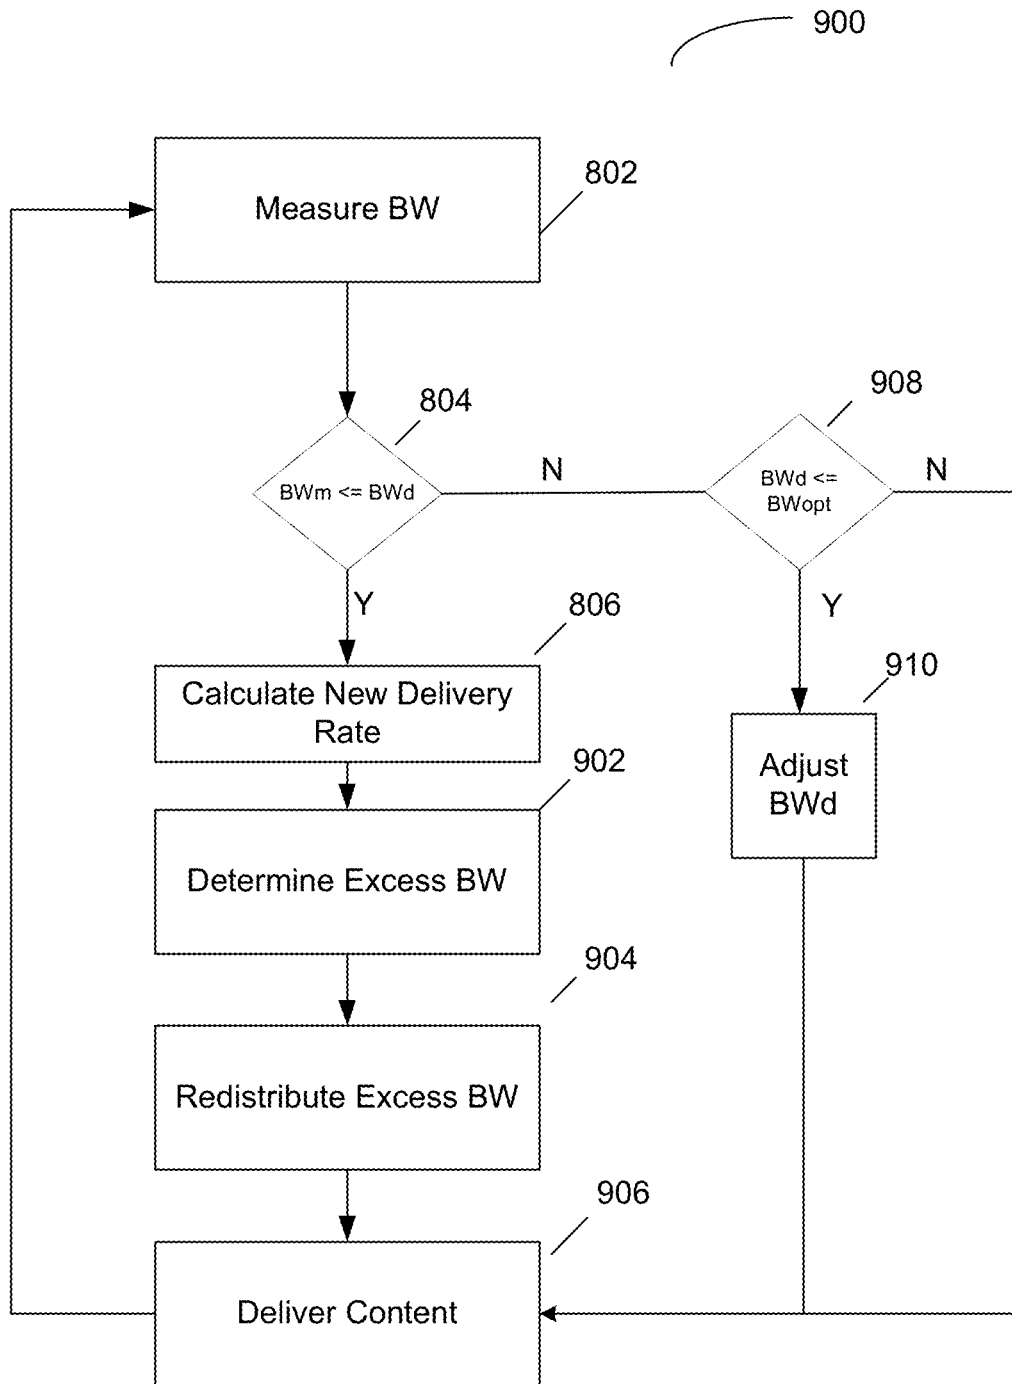 900
Measure BW
802
804
BWm <= BWd
N
908
BWd <=
BWopt
N
Y
Y
806
Calculate New Delivery
Rate
910
Adjust
BWd
902
Determine Excess BW
904
Redistribute Excess BW
906
Deliver Content